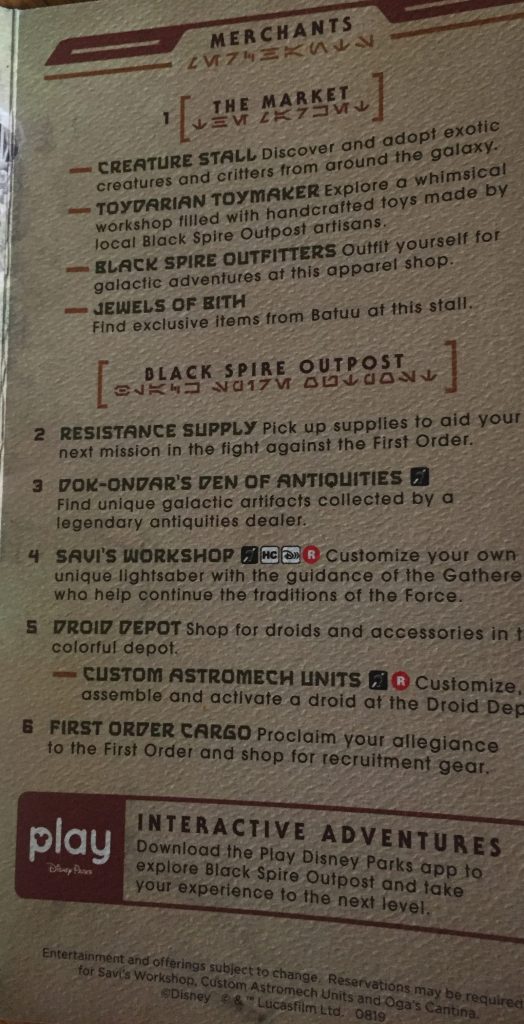 MERCHANTS
1 THE MARKET
CREATURE STALL Discover and adopt exotic
creatures and critters from around the galaxy.
TOYDARIAN TOYMAKER Explore a whimsical
workshop filled with handcrafted toys made by
local Black Spire Outpost artisans.
BLACK SPIRE OUTFITTERS Outfit yourself for
galactic adventures at this apparel shop.
JEWELS OF BITH
Find exclusive items from Batuu at this stall.
BLACK SPIRE OUTPOST
2 RESISTANCE SUPPLY Pick up supplies to aid your
next mission in the fight against the First Order.
3 DOK-ONDAR'S DEN OF ANTIQUITIES
Find unique galactic artifacts collected by a
legendary antiquities dealer.
4 SAVI'S WORKSHOP HC R Customize your own
unique lightsaber with the guidance of the Gathere
who help continue the traditions of the Force.
5 DROID DEPOT Shop for droids and accessories in t
colorful depot.
CUSTOM ASTROMECH UNITS R Customize,
assemble and activate a droid at the Droid Dep
6 FIRST ORDER CARGO Proclaim your allegiance
to the First Order and shop for recruitment gear.
play
Disney Parks
INTERACTIVE ADVENTURES
Download the Play Disney Parks app to
explore Black Spire Outpost and take
your experience to the next level.
Entertainment and offerings subject to change. Reservations may be required
for Savi's Workshop, Custom Astromech Units and Oga's Cantina.
©Disney © & ™ Lucasfilm Ltd. 0819